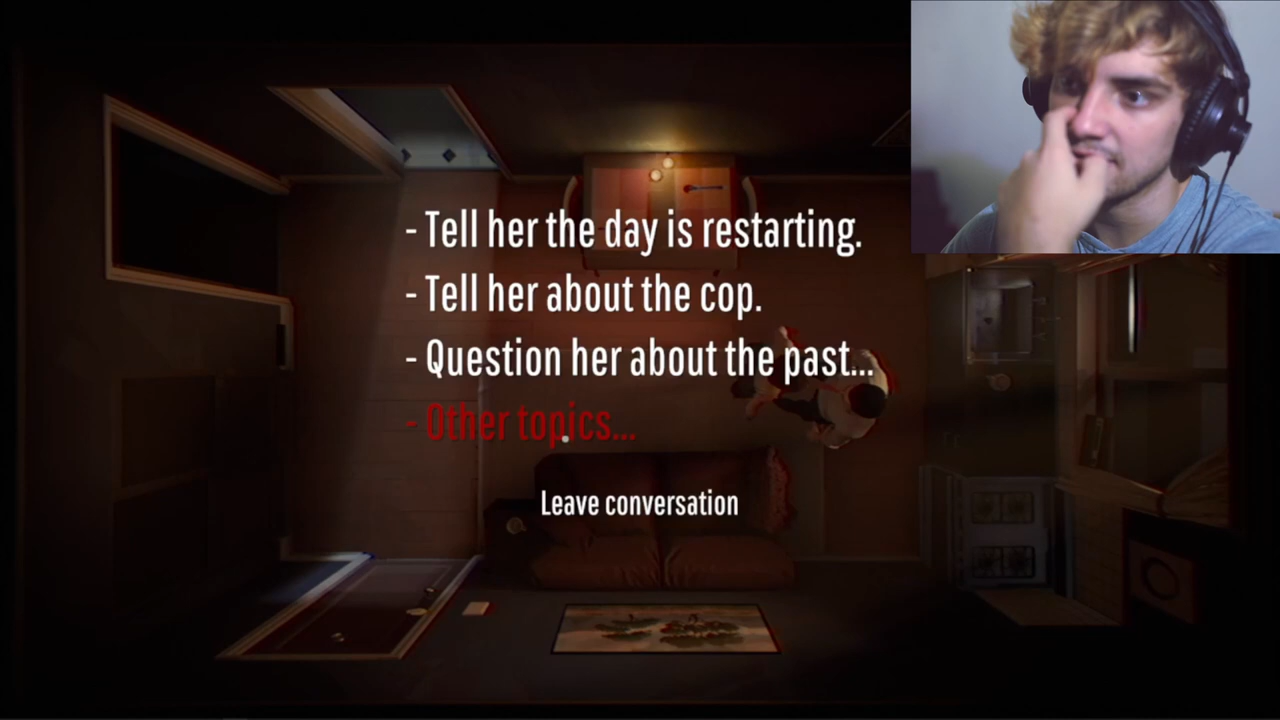 - Tell her the day is restarting.
- Tell her about the cop.
- Question her about the past...
- Other topics...
Leave conversation